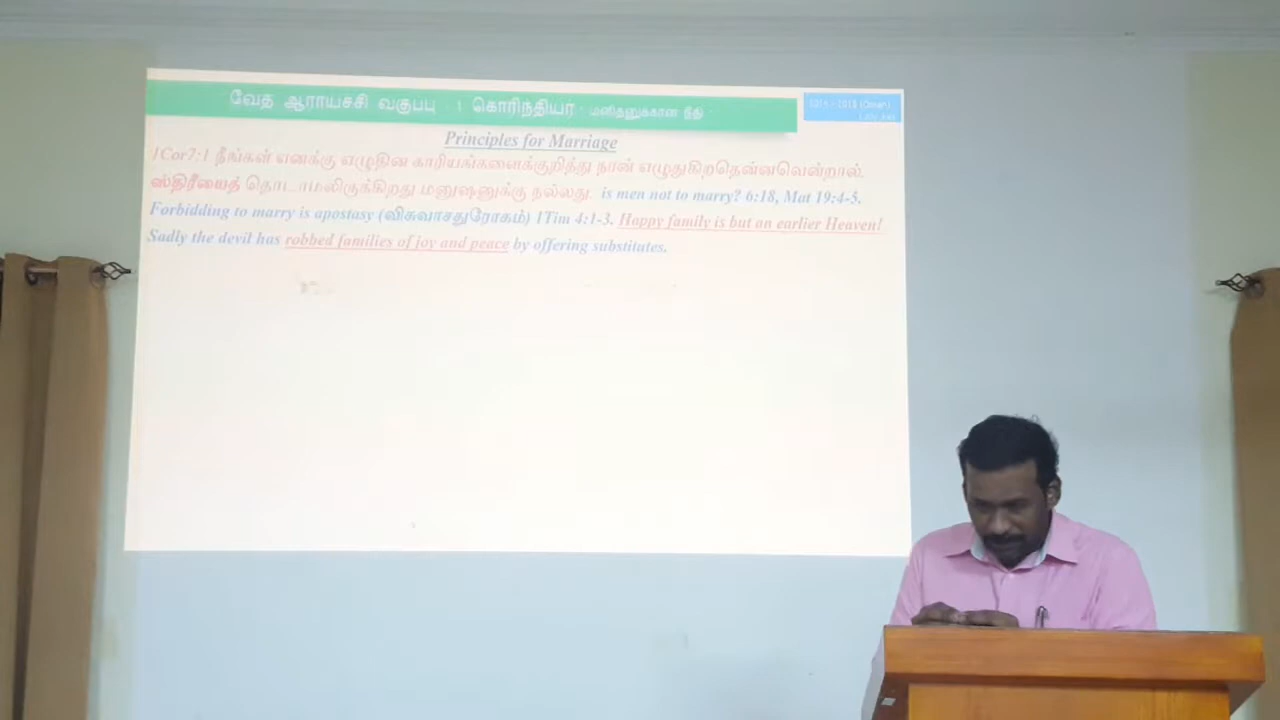 வேத ஆராய்ச்சி வகுப்பு : 1 கொரிந்தியர் - மனிதனுக்கான நீதி -
(Oman)
Principles for Marriage
1Cor7:1 நீங்கள் எனக்கு எழுதின காரியங்களைக்குறித்து நான் எழுதுகிறதென்னவென்றால்.
ஸ்திரீயைத் தொடாமலிருக்கிறது மனுஷனுக்கு நல்லது. is men not to marry? 6:18, Mat 19:4-5,
Forbidding to marry is apostasy (விசுவாசதுரோகம்) 1Tim 4:1-3. Happy family is but an earlier Heaven!
Sadly the devil has robbed families of joy and peace by offering substitutes.